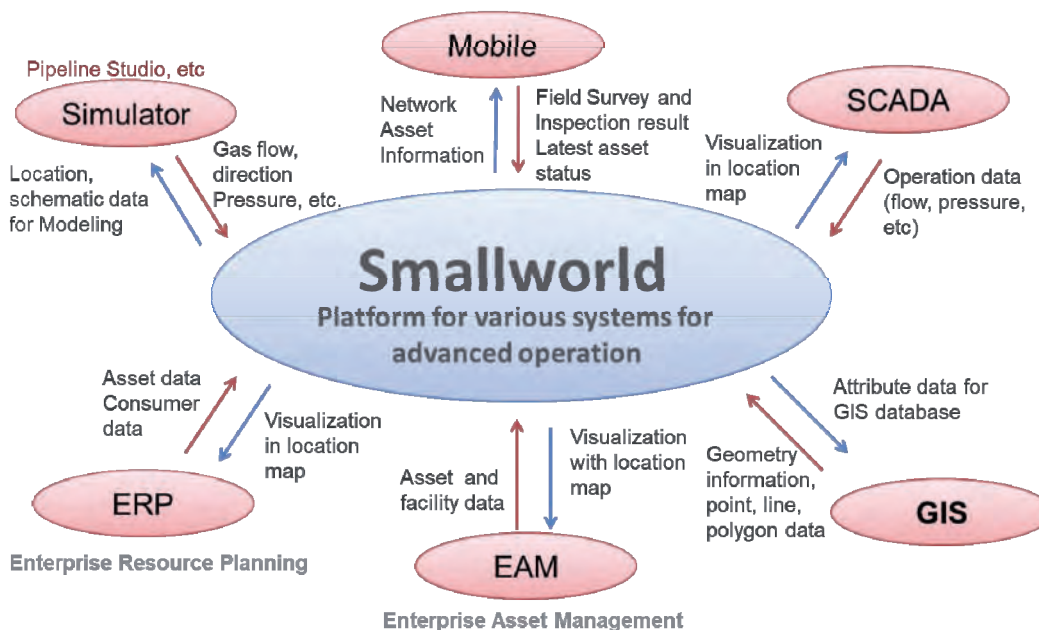 Mobile
Pipeline Studio, etc
Simulator
SCADA
Network
Asset
Information
Field Survey and
Inspection result
Latest asset
status
Visualization
in location
map
Gas flow,
direction
Pressure, etc.
Location,
schematic data
for Modeling
Operation data
(flow, pressure,
etc)
Smallworld
Platform for various systems for
advanced operation
Asset data
Consumer
data
Visualization
in location
map
Asset and
facility data
Visualization
with location
map
Attribute data for
GIS database
Geometry
information,
point, line,
polygon data
ERP
Enterprise Resource Planning
EAM
Enterprise Asset Management
GIS